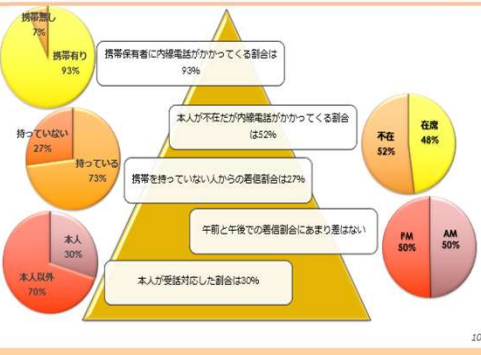 携帯無し
7%
携帯有り
93%
携帯保有者に内線電話がかかってくる割合は
93%
本人が不在だが内線電話がかかってくる割合
は52%
不在
52%
在席
48%
持っていない
27%
持っている
73%
携帯を持っていない人からの着信割合は27%
午前と午後での着信割合にあまり差はない
PM
50%
AM
50%
本人
30%
本人以外
70%
本人が受話対応した割合は30%
10